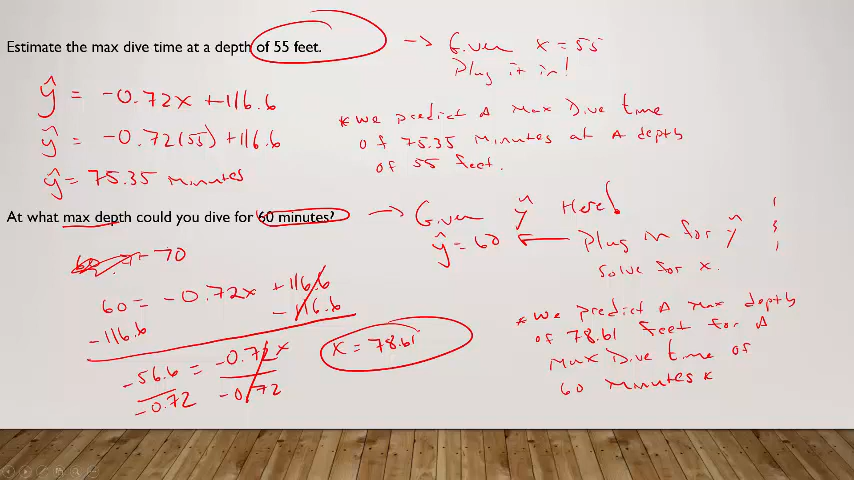 Estimate the max dive time at a depth of 55 feet.
→ Given x = 55
Plug it in!
ŷ = -0.72x + 116.6
ŷ = -0.72(55) + 116.6
ŷ = 75.35 minutes
*We predict A Max Dive time
of 75.35 Minutes at A depth
of 55 feet.
At what max depth could you dive for 60 minutes?
→ Given ŷ Here!
ŷ = 60 ← Plug in for ŷ
solve for x.
70
60 = -0.72x + 116.6
-116.6 - 116.6
-56.6 = -0.72x
-0.72 -0.72
x = 78.61
*We predict A Max depth
of 78.61 feet for A
Max Dive time of
60 Minutes